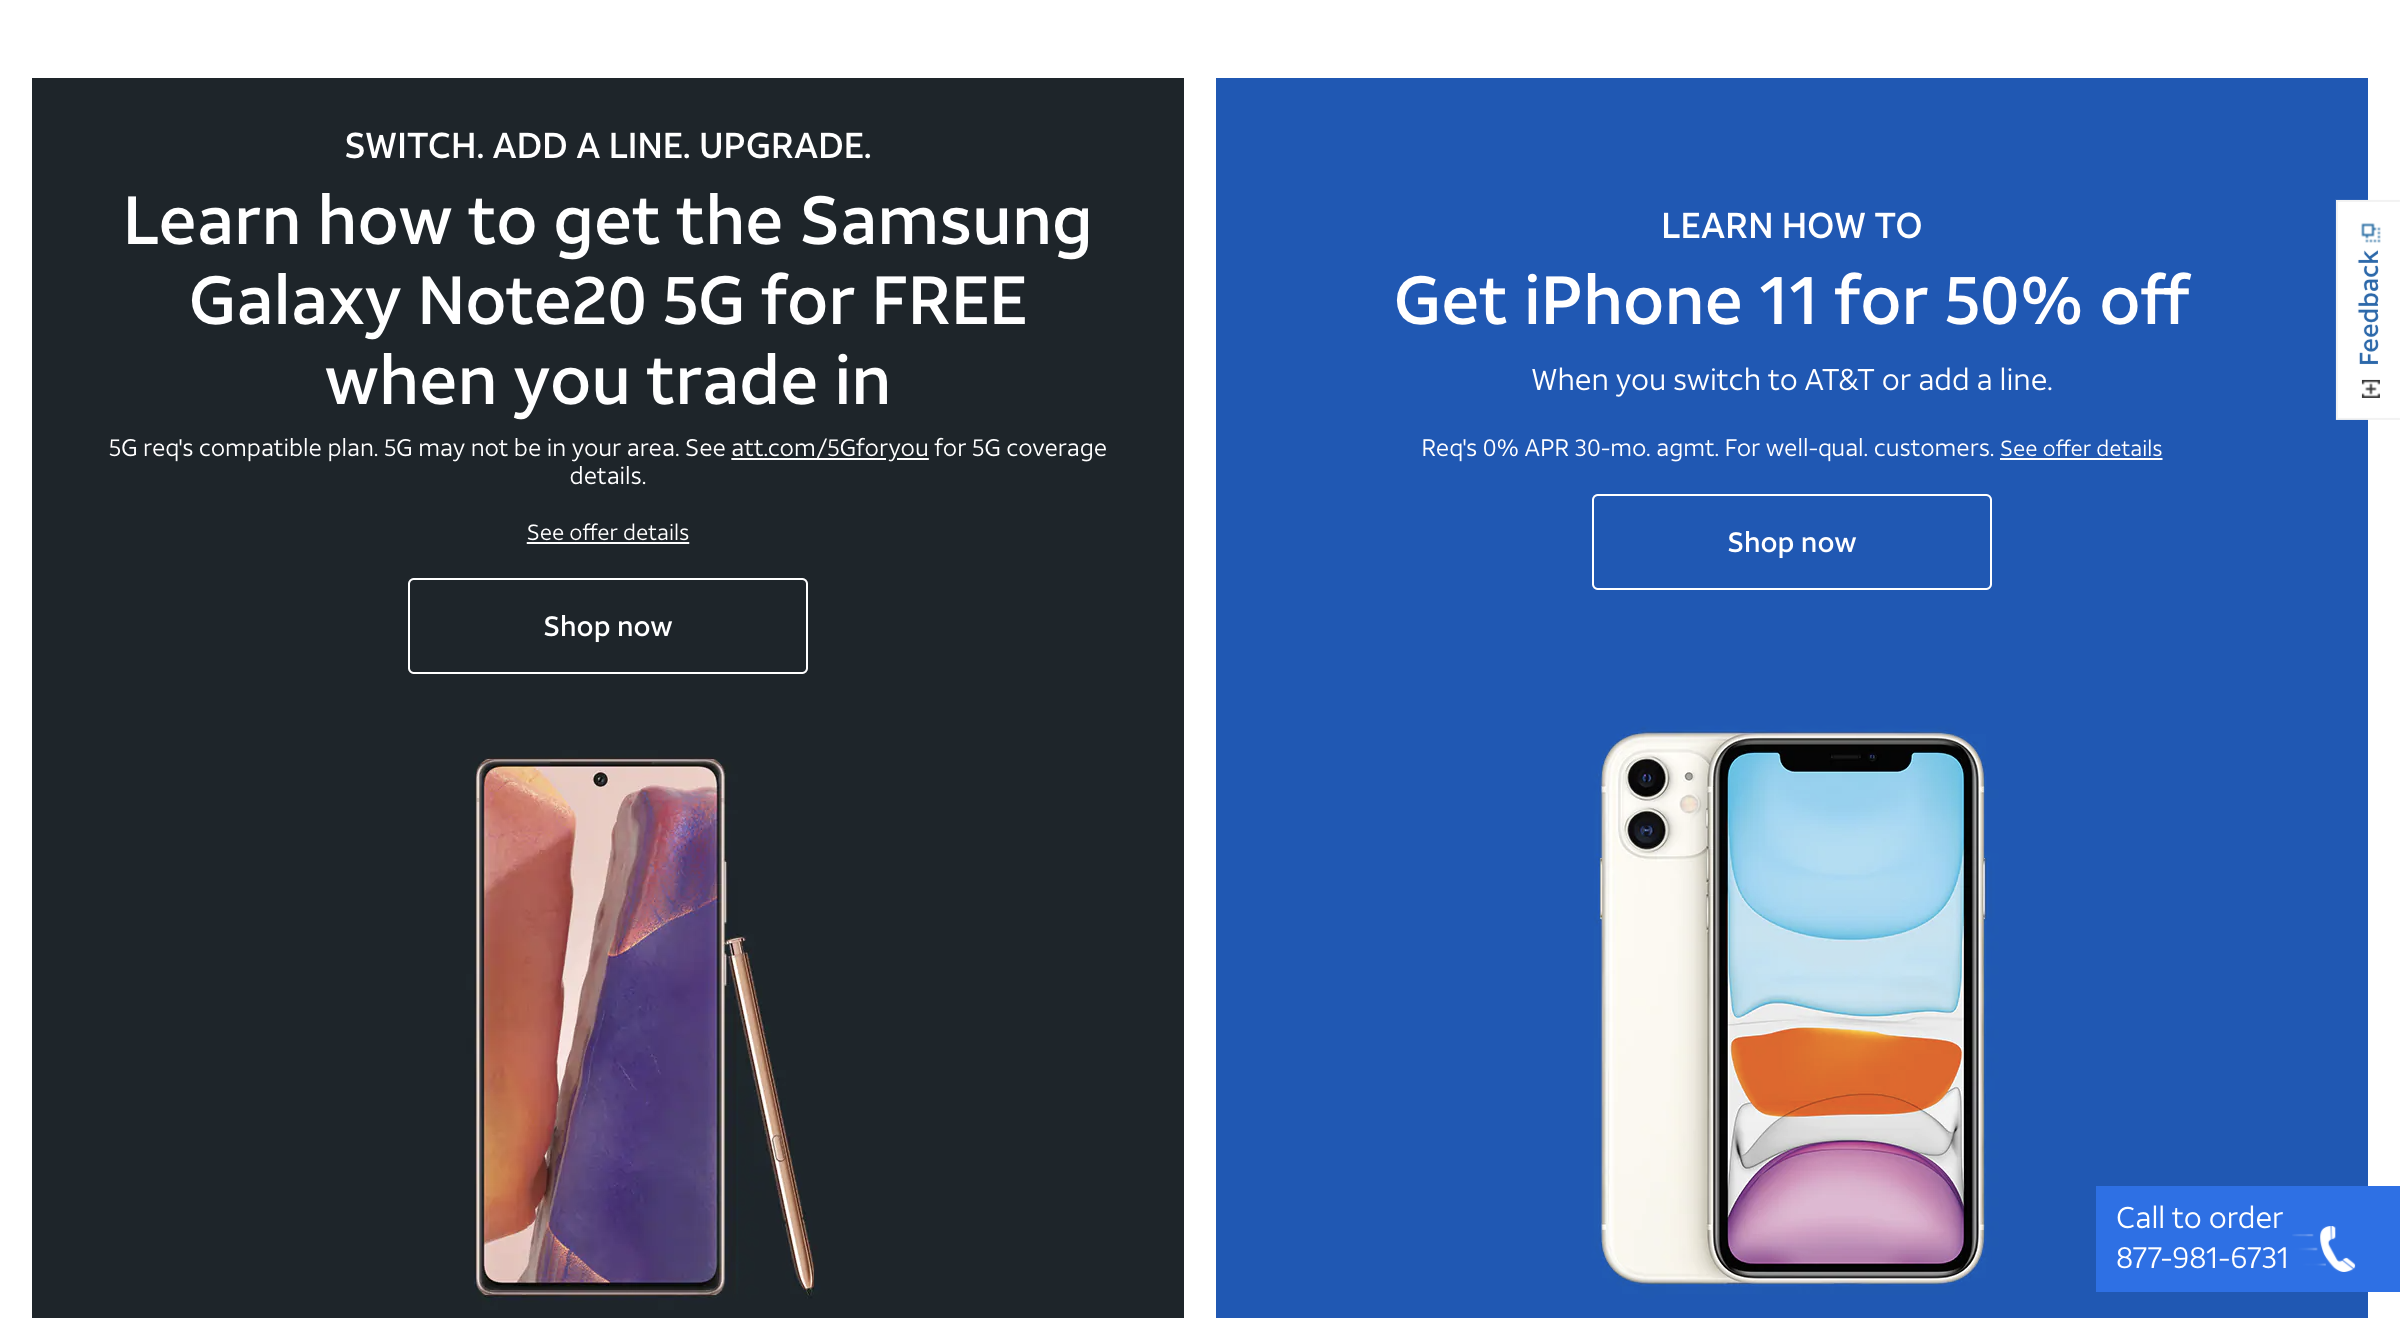 SWITCH. ADD A LINE. UPGRADE.
Learn how to get the Samsung
Galaxy Note20 5G for FREE
when you trade in
5G req's compatible plan. 5G may not be in your area. See att.com/5Gforyou for 5G coverage
details.
See offer details
Shop now
LEARN HOW TO
Get iPhone 11 for 50% off
When you switch to AT&T or add a line.
Req's 0% APR 30-mo. agmt. For well-qual. customers. See offer details
Shop now
[+] Feedback
Call to order
877-981-6731